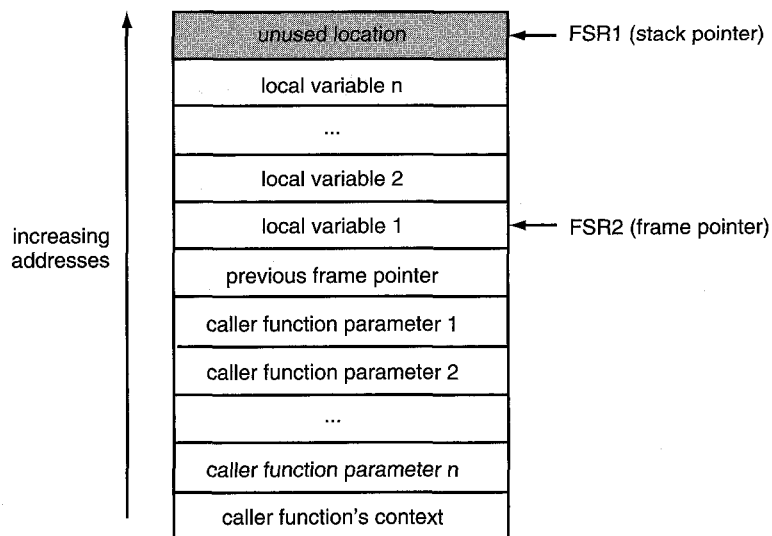 unused location
FSR1 (stack pointer)
local variable n
...
local variable 2
local variable 1
FSR2 (frame pointer)
increasing
addresses
previous frame pointer
caller function parameter 1
caller function parameter 2
...
caller function parameter n
caller function's context